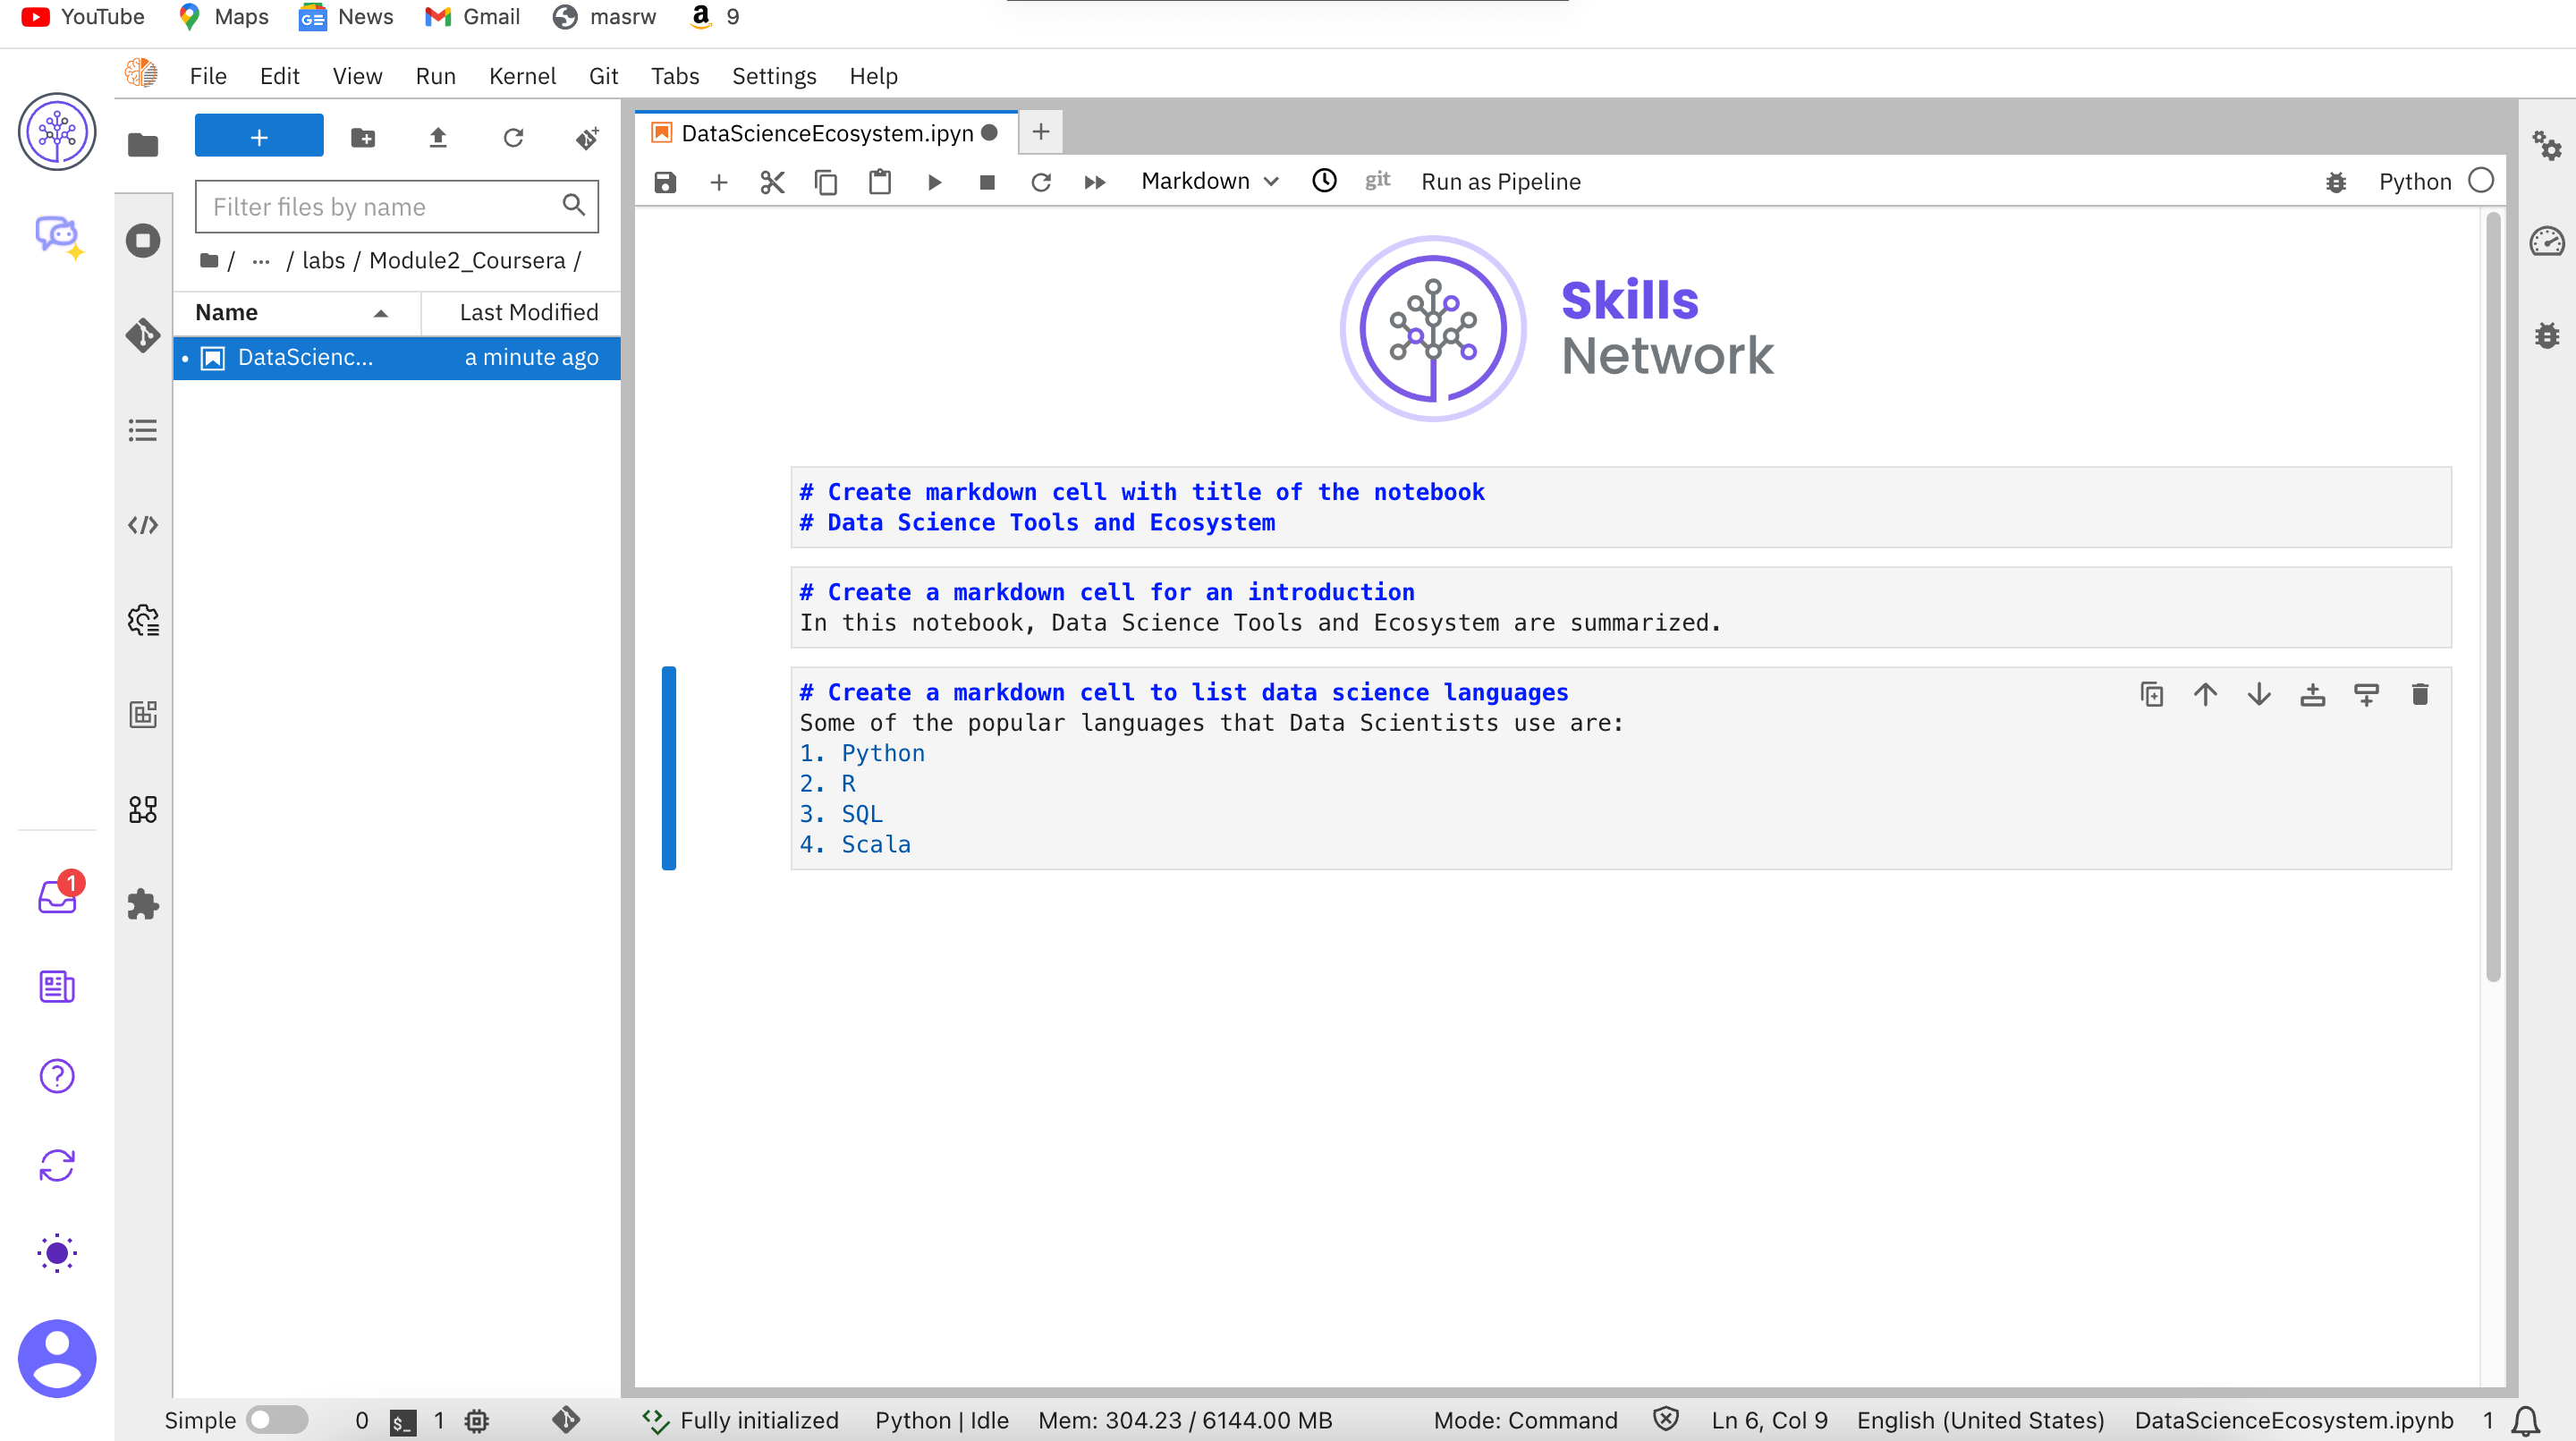 YouTube Maps News Gmail masrw 9
File Edit View Run Kernel Git Tabs Settings Help
DataScienceEcosystem.ipyn
Filter files by name
Markdown git Run as Pipeline Python
/ ... / labs / Module2_Coursera /
Name Last Modified
DataScienc... a minute ago
Skills
Network
# Create markdown cell with title of the notebook
# Data Science Tools and Ecosystem
# Create a markdown cell for an introduction
In this notebook, Data Science Tools and Ecosystem are summarized.
# Create a markdown cell to list data science languages
Some of the popular languages that Data Scientists use are:
1. Python
2. R
3. SQL
4. Scala
1
Simple 0 $_ 1 Fully initialized Python | Idle Mem: 304.23 / 6144.00 MB Mode: Command Ln 6, Col 9 English (United States) DataScienceEcosystem.ipynb 1